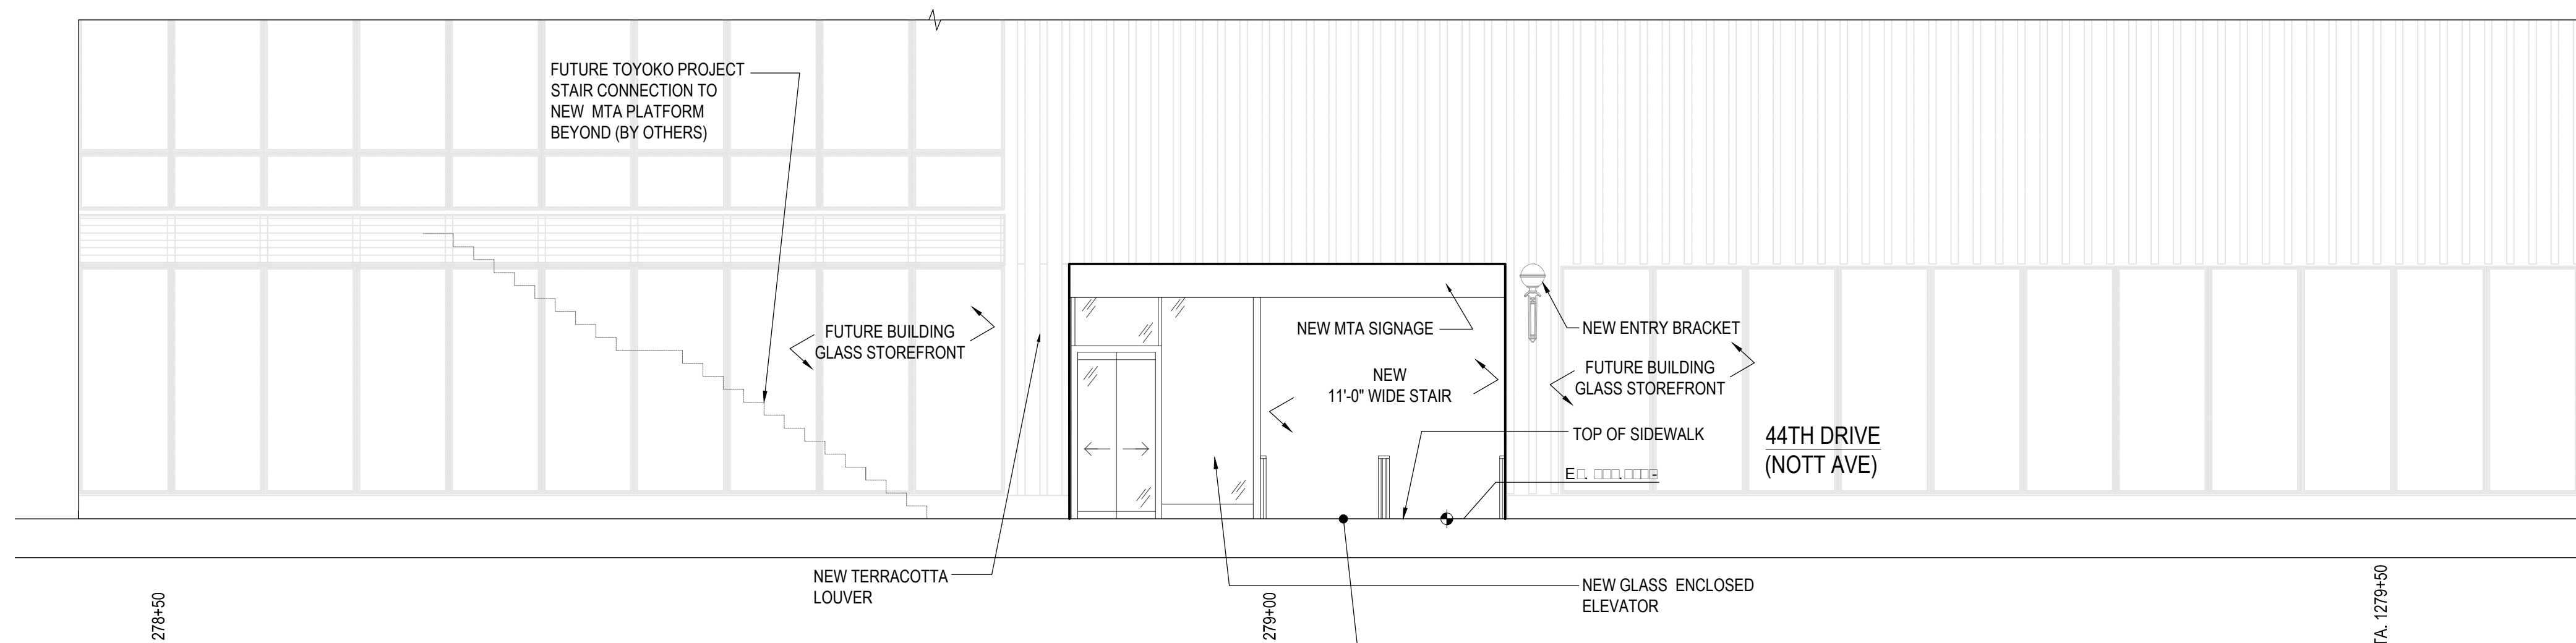 FUTURE TOYOKO PROJECT
STAIR CONNECTION TO
NEW MTA PLATFORM
BEYOND (BY OTHERS)
FUTURE BUILDING
GLASS STOREFRONT
NEW MTA SIGNAGE
NEW
11'-0" WIDE STAIR
NEW ENTRY BRACKET
FUTURE BUILDING
GLASS STOREFRONT
TOP OF SIDEWALK
44TH DRIVE
(NOTT AVE)
NEW TERRACOTTA
LOUVER
NEW GLASS ENCLOSED
ELEVATOR
278+50
279+00
TA. 1279+50